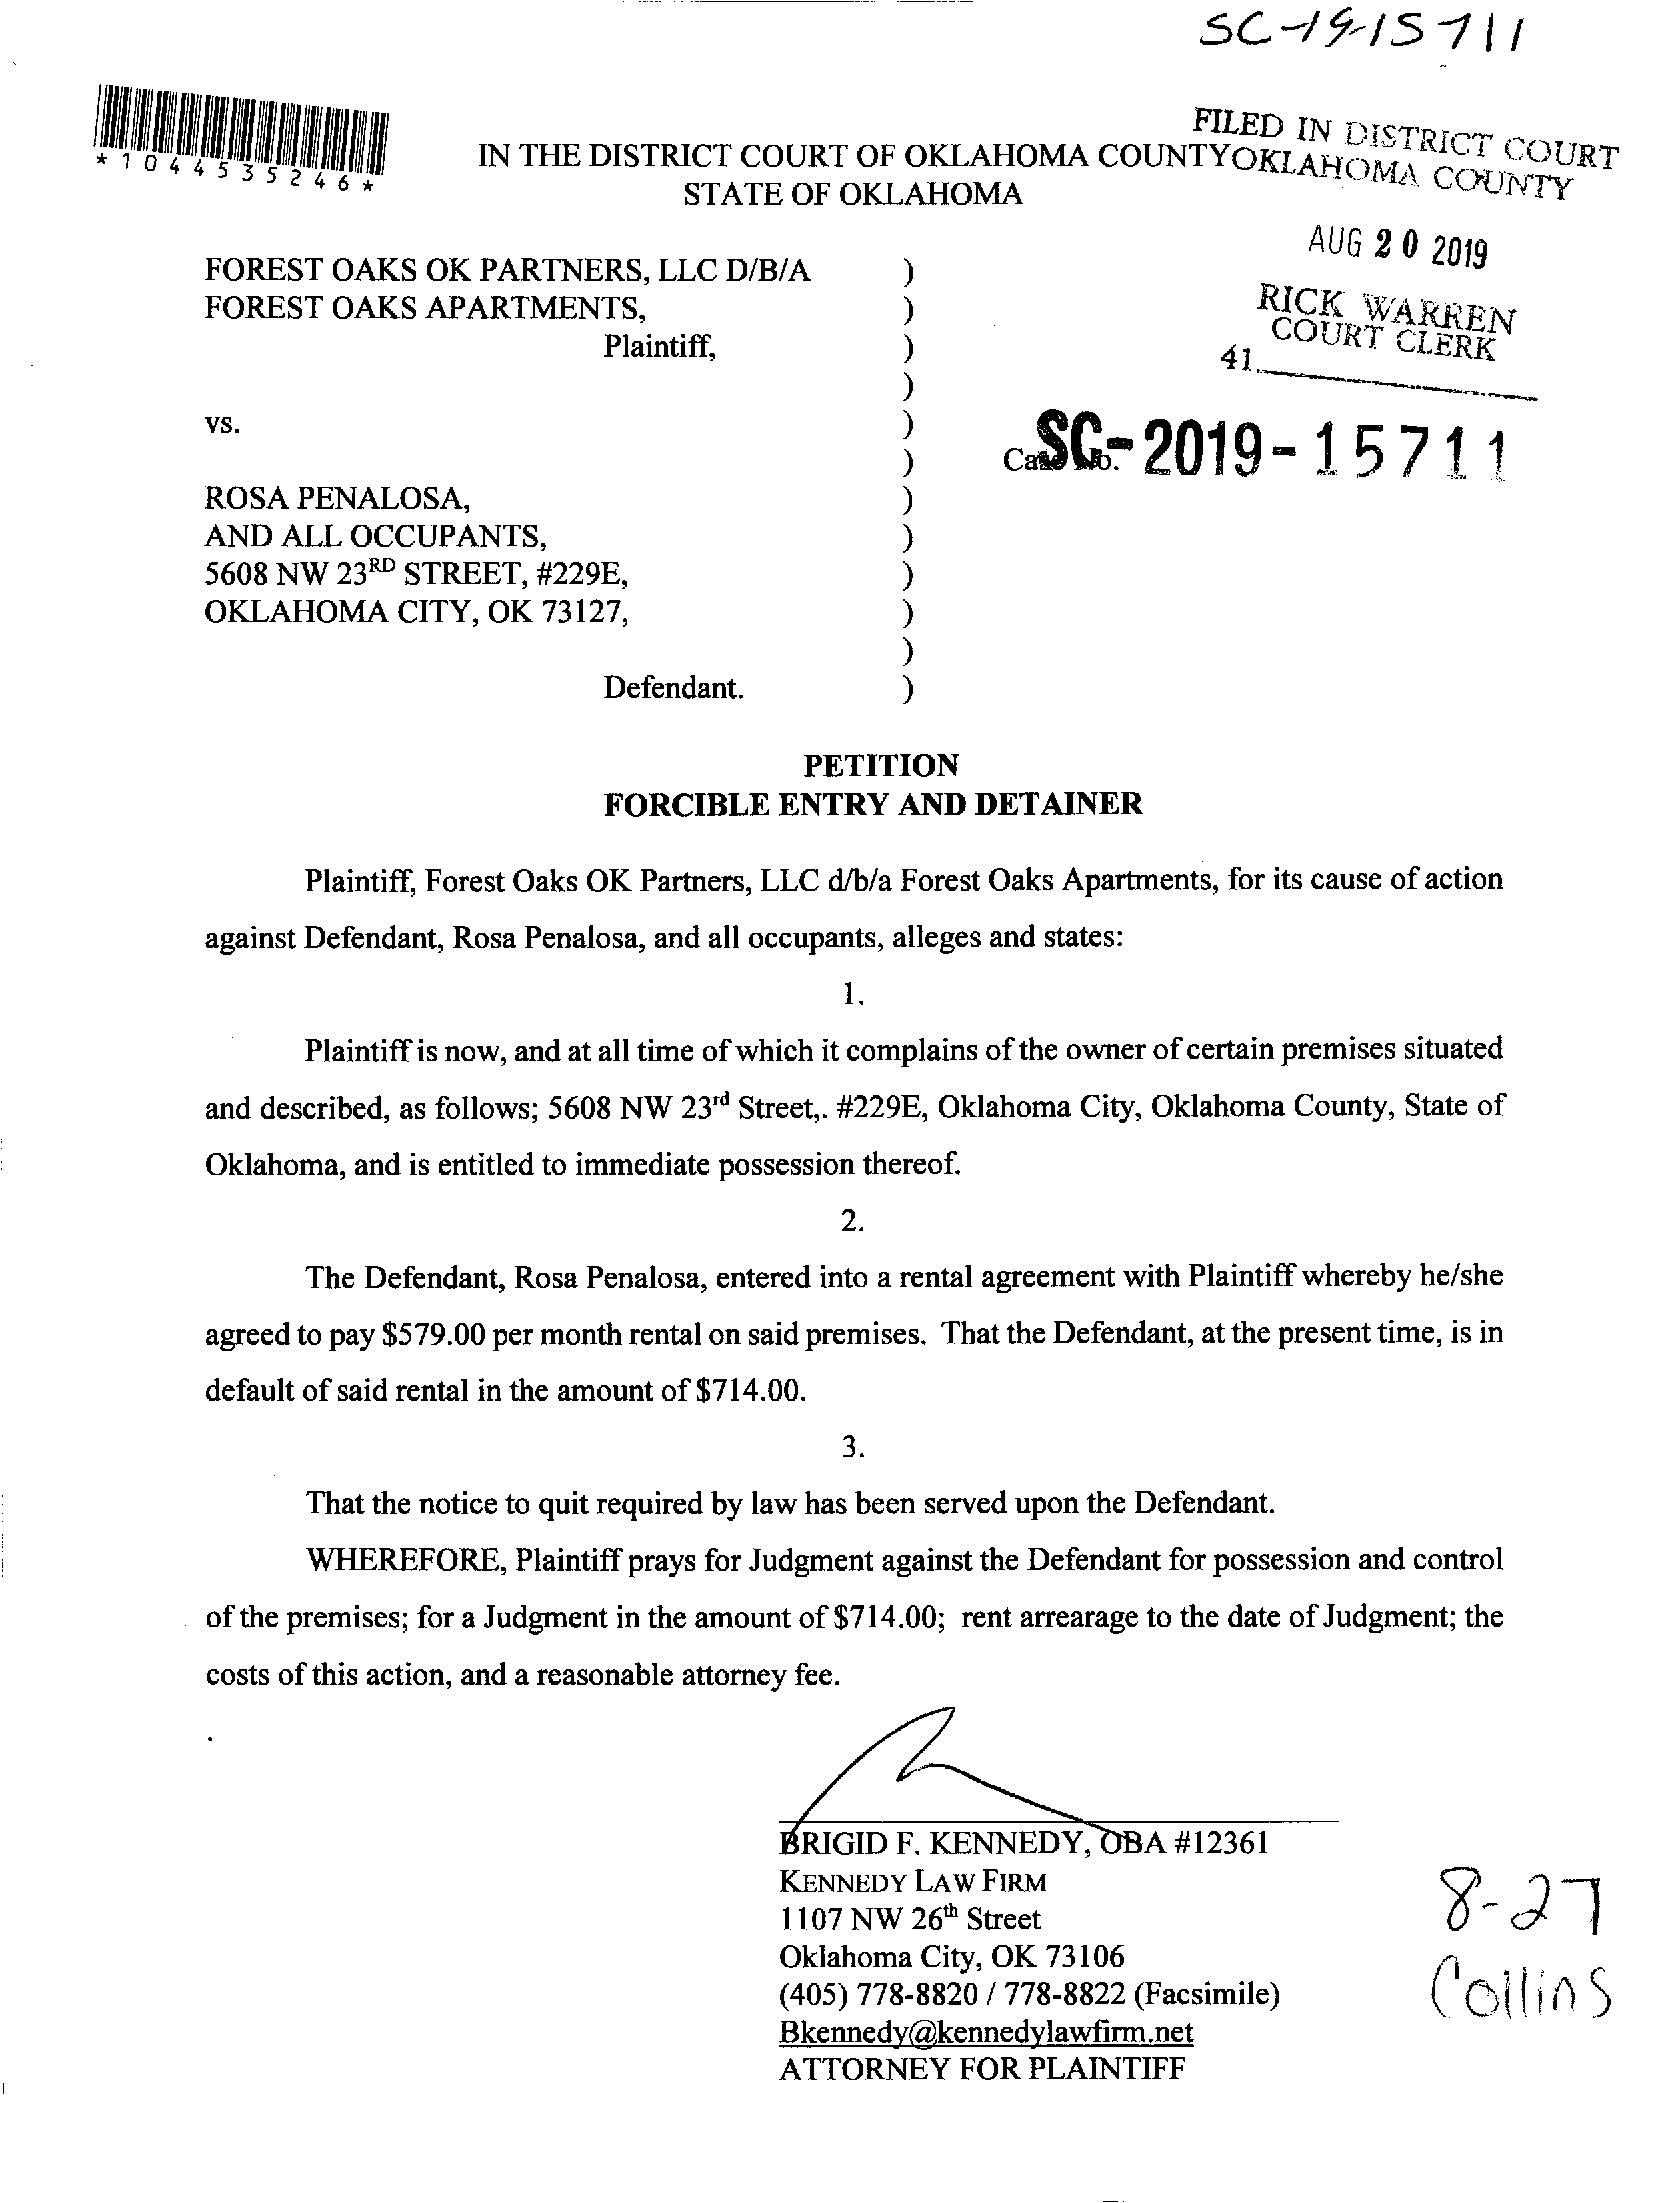 SC-19-15711
*1044535246*
FILED IN DISTRICT COURT
OKLAHOMA COUNTY
IN THE DISTRICT COURT OF OKLAHOMA COUNTY
STATE OF OKLAHOMA
AUG 20 2019
RICK WARREN
COURT CLERK
41
FOREST OAKS OK PARTNERS, LLC D/B/A )
FOREST OAKS APARTMENTS, )
Plaintiff, )
)
vs. )
) Case No. SC-2019-15711
ROSA PENALOSA, )
AND ALL OCCUPANTS, )
5608 NW 23RD STREET, #229E, )
OKLAHOMA CITY, OK 73127, )
)
Defendant. )
PETITION
FORCIBLE ENTRY AND DETAINER
Plaintiff, Forest Oaks OK Partners, LLC d/b/a Forest Oaks Apartments, for its cause of action
against Defendant, Rosa Penalosa, and all occupants, alleges and states:
1.
Plaintiff is now, and at all time of which it complains of the owner of certain premises situated
and described, as follows; 5608 NW 23rd Street,. #229E, Oklahoma City, Oklahoma County, State of
Oklahoma, and is entitled to immediate possession thereof.
2.
The Defendant, Rosa Penalosa, entered into a rental agreement with Plaintiff whereby he/she
agreed to pay $579.00 per month rental on said premises. That the Defendant, at the present time, is in
default of said rental in the amount of $714.00.
3.
That the notice to quit required by law has been served upon the Defendant.
WHEREFORE, Plaintiff prays for Judgment against the Defendant for possession and control
of the premises; for a Judgment in the amount of $714.00; rent arrearage to the date of Judgment; the
costs of this action, and a reasonable attorney fee.
BRIGID F. KENNEDY, OBA #12361
KENNEDY LAW FIRM
1107 NW 26th Street
Oklahoma City, OK 73106
(405) 778-8820 / 778-8822 (Facsimile)
Bkennedy@kennedylawfirm.net
ATTORNEY FOR PLAINTIFF
8-27
Collins